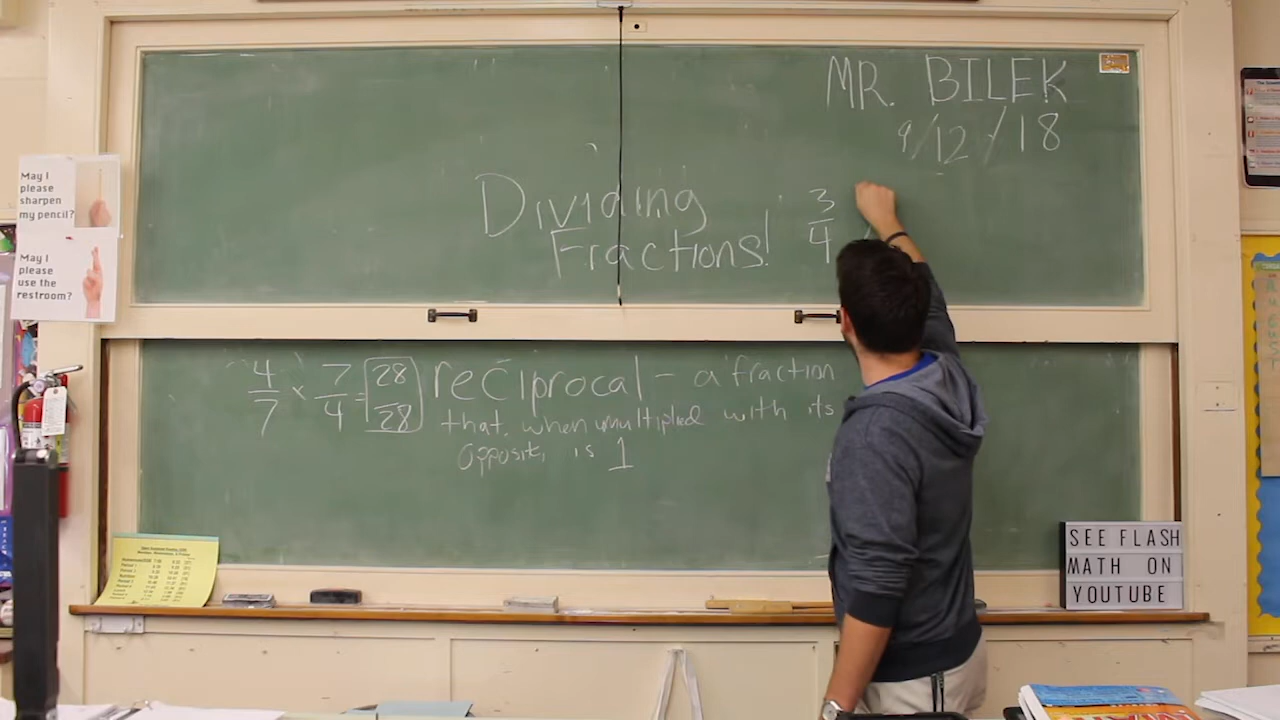 MR. BILEK
9/12/18
Dividing
Fractions!
3/4
4/7 × 7/4 = 28/28
reciprocal - a fraction
that, when multiplied with its
opposite, is 1
May I
please
sharpen
my pencil?
May I
please
use the
restroom?
SEE FLASH
MATH ON
YOUTUBE